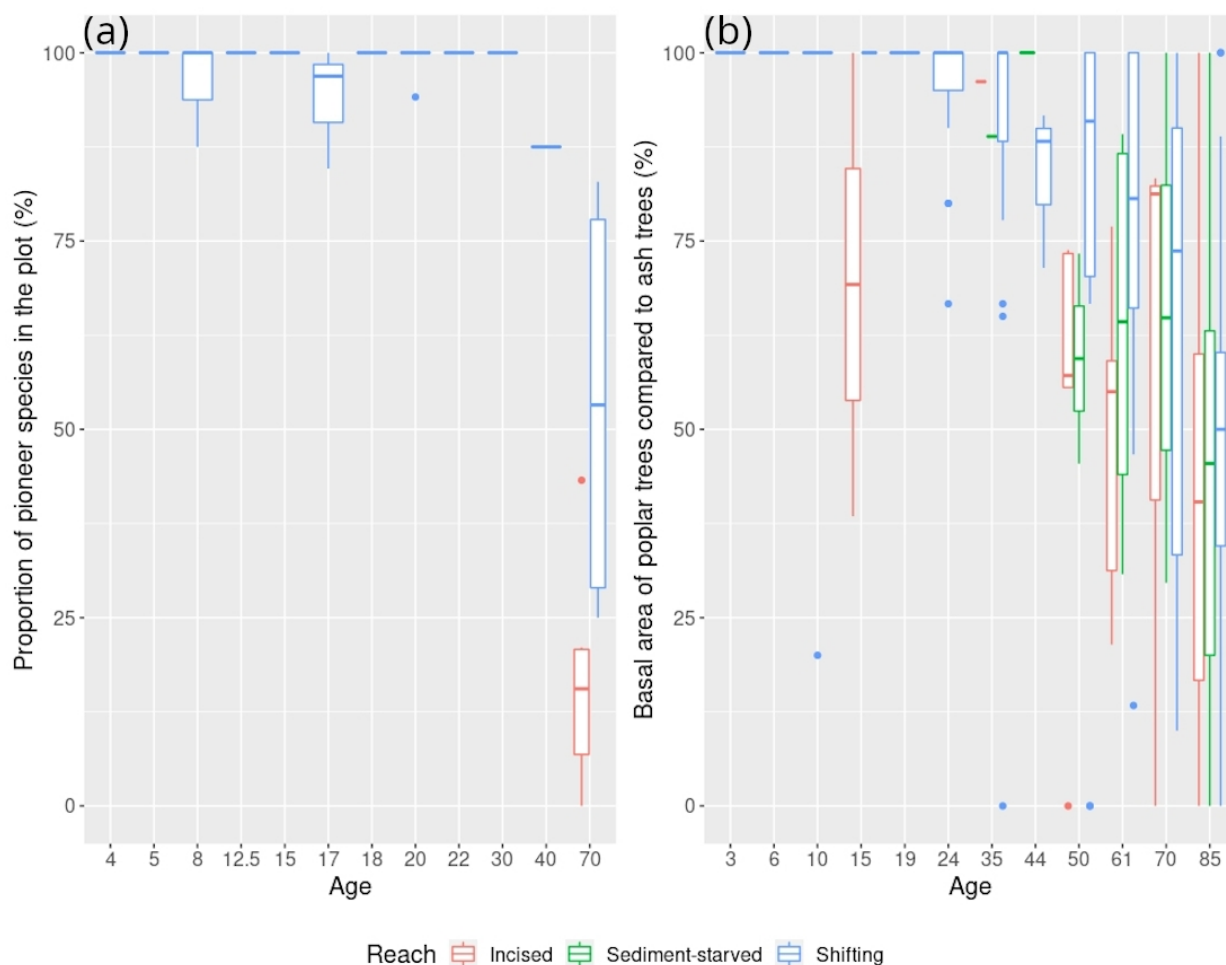 (a)
Proportion of pioneer species in the plot (%)
100
75
50
25
0
4 5 8 12.5 15 17 18 20 22 30 40 70
Age
(b)
Basal area of poplar trees compared to ash trees (%)
100
75
50
25
0
3 6 10 15 19 24 35 44 50 61 70 85
Age
Reach Incised Sediment-starved Shifting